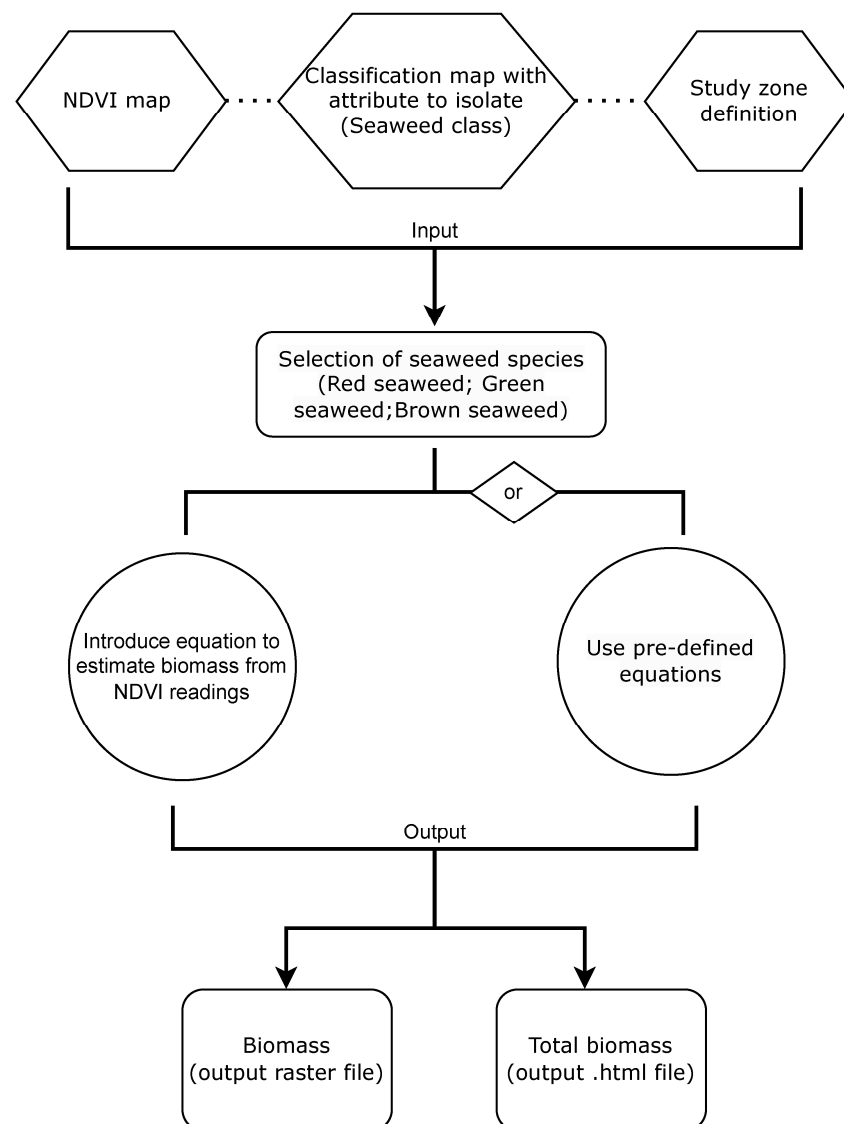 NDVI map
Classification map with
attribute to isolate
(Seaweed class)
Study zone
definition
Input
Selection of seaweed species
(Red seaweed; Green
seaweed;Brown seaweed)
or
Introduce equation to
estimate biomass from
NDVI readings
Use pre-defined
equations
Output
Biomass
(output raster file)
Total biomass
(output .html file)